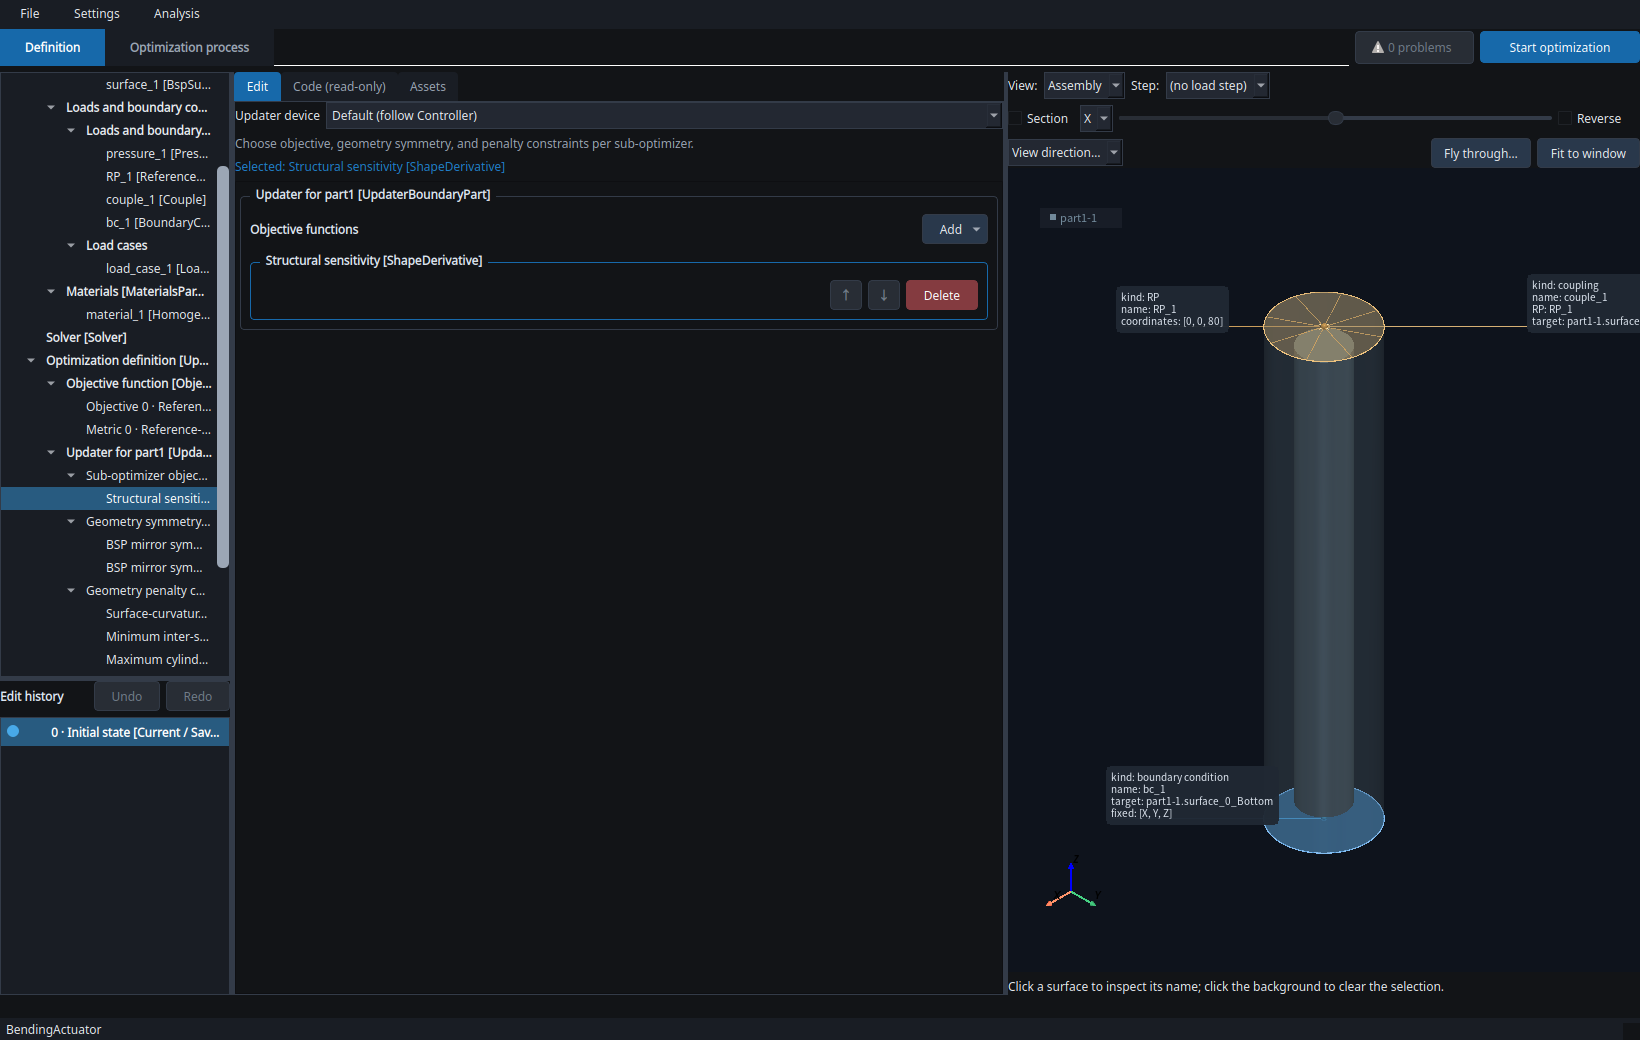 File Settings Analysis
Definition Optimization process 0 problems Start optimization
surface_1 [BspSu...
Loads and boundary co...
Loads and boundary...
pressure_1 [Pres...
RP_1 [Reference...
couple_1 [Couple]
bc_1 [BoundaryC...
Load cases
load_case_1 [Loa...
Materials [MaterialsPar...
material_1 [Homoge...
Solver [Solver]
Optimization definition [Up...
Objective function [Obje...
Objective 0 · Referen...
Metric 0 · Reference-...
Updater for part1 [Upda...
Sub-optimizer objec...
Structural sensiti...
Geometry symmetry...
BSP mirror sym...
BSP mirror sym...
Geometry penalty c...
Surface-curvatur...
Minimum inter-s...
Maximum cylind...
Edit history Undo Redo
0 · Initial state [Current / Sav...
Edit Code (read-only) Assets
Updater device Default (follow Controller)
Choose objective, geometry symmetry, and penalty constraints per sub-optimizer.
Selected: Structural sensitivity [ShapeDerivative]
Updater for part1 [UpdaterBoundaryPart]
Objective functions Add
Structural sensitivity [ShapeDerivative]
↑ ↓ Delete
View: Assembly Step: (no load step)
Section X Reverse
View direction... Fly through... Fit to window
part1-1
kind: RP
name: RP_1
coordinates: [0, 0, 80]
kind: coupling
name: couple_1
RP: RP_1
target: part1-1.surface
kind: boundary condition
name: bc_1
target: part1-1.surface_0_Bottom
fixed: [X, Y, Z]
Z
Y
Click a surface to inspect its name; click the background to clear the selection.
BendingActuator